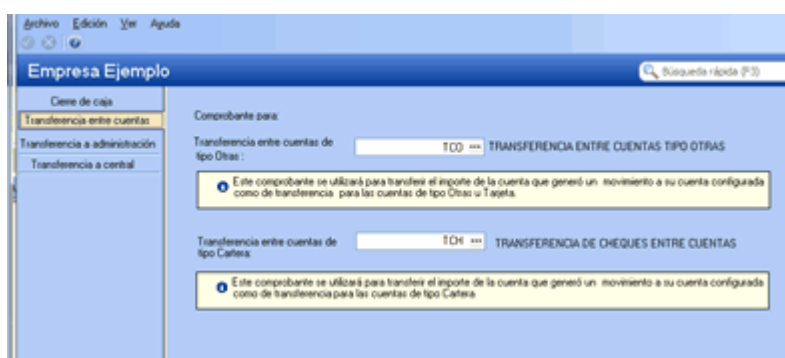 Archivo Edición Ver Ayuda
Empresa Ejemplo
Búsqueda rápida (F3)
Cierre de caja
Transferencia entre cuentas
Transferencia a administración
Transferencia a central
Comprobante para:
Transferencia entre cuentas de
tipo Otras :
TCO ... TRANSFERENCIA ENTRE CUENTAS TIPO OTRAS
Este comprobante se utilizará para transferir el importe de la cuenta que generó un movimiento a su cuenta configurada
como de transferencia para las cuentas de tipo Otras u Tarjeta.
Transferencia entre cuentas de
tipo Cartera:
TCH ... TRANSFERENCIA DE CHEQUES ENTRE CUENTAS
Este comprobante se utilizará para transferir el importe de la cuenta que generó un movimiento a su cuenta configurada
como de transferencia para las cuentas de tipo Cartera